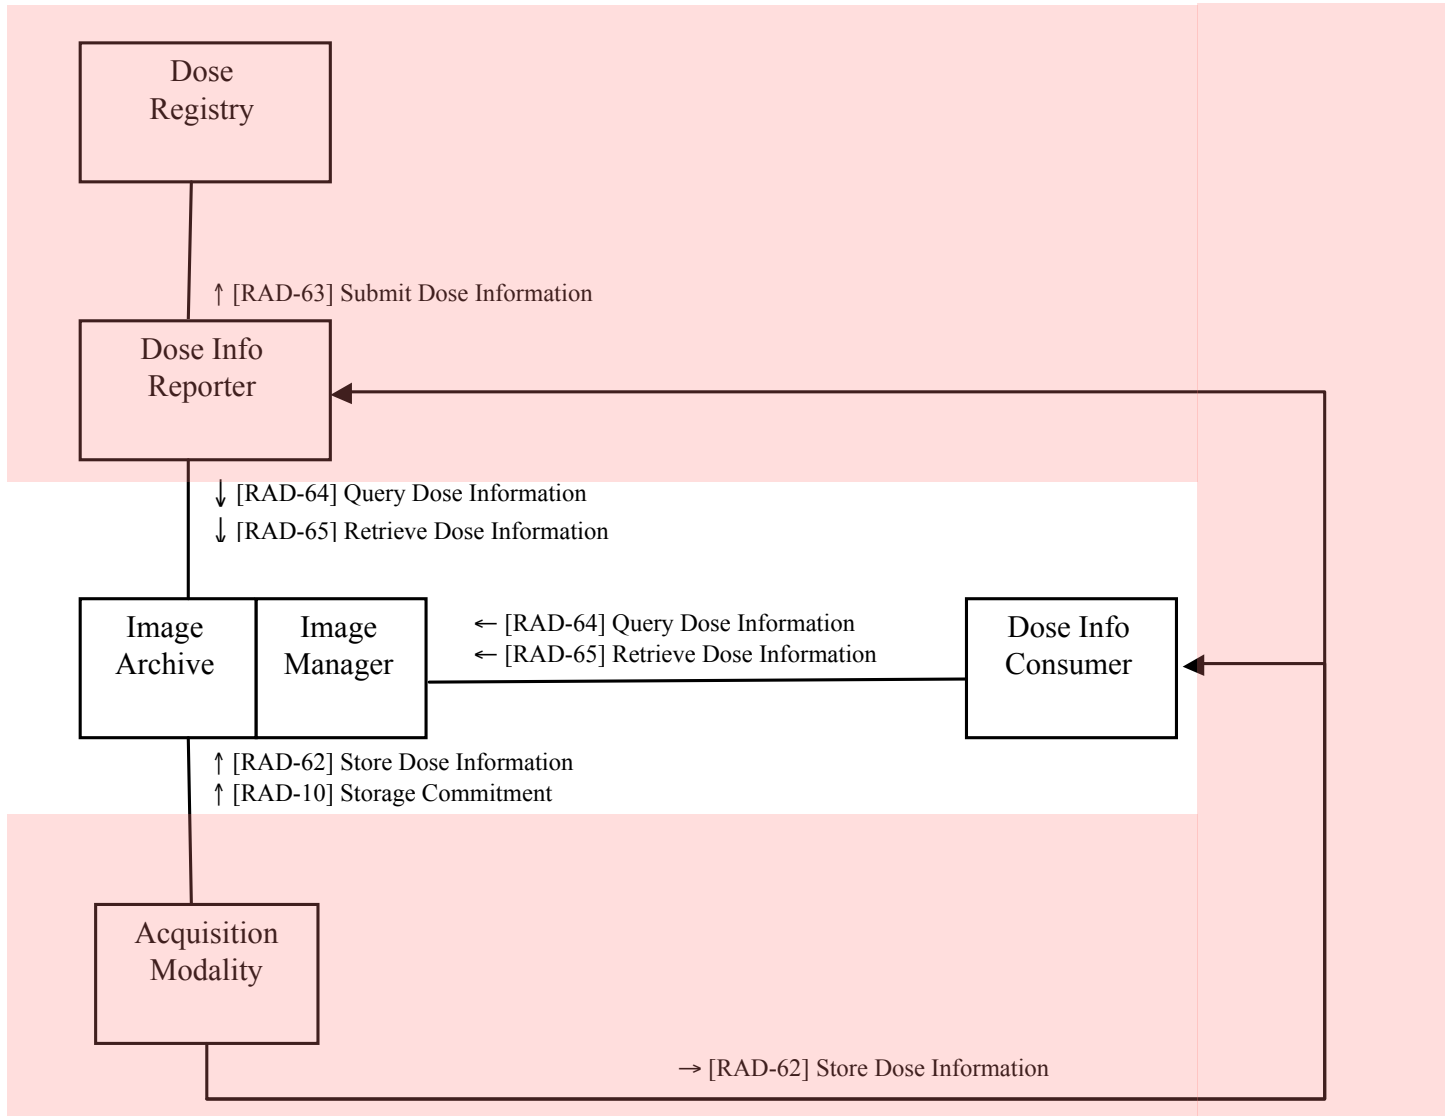 Dose
Registry
↑ [RAD-63] Submit Dose Information
Dose Info
Reporter
↓ [RAD-64] Query Dose Information
↓ [RAD-65] Retrieve Dose Information
Image
Archive
Image
Manager
← [RAD-64] Query Dose Information
← [RAD-65] Retrieve Dose Information
Dose Info
Consumer
↑ [RAD-62] Store Dose Information
↑ [RAD-10] Storage Commitment
Acquisition
Modality
→ [RAD-62] Store Dose Information